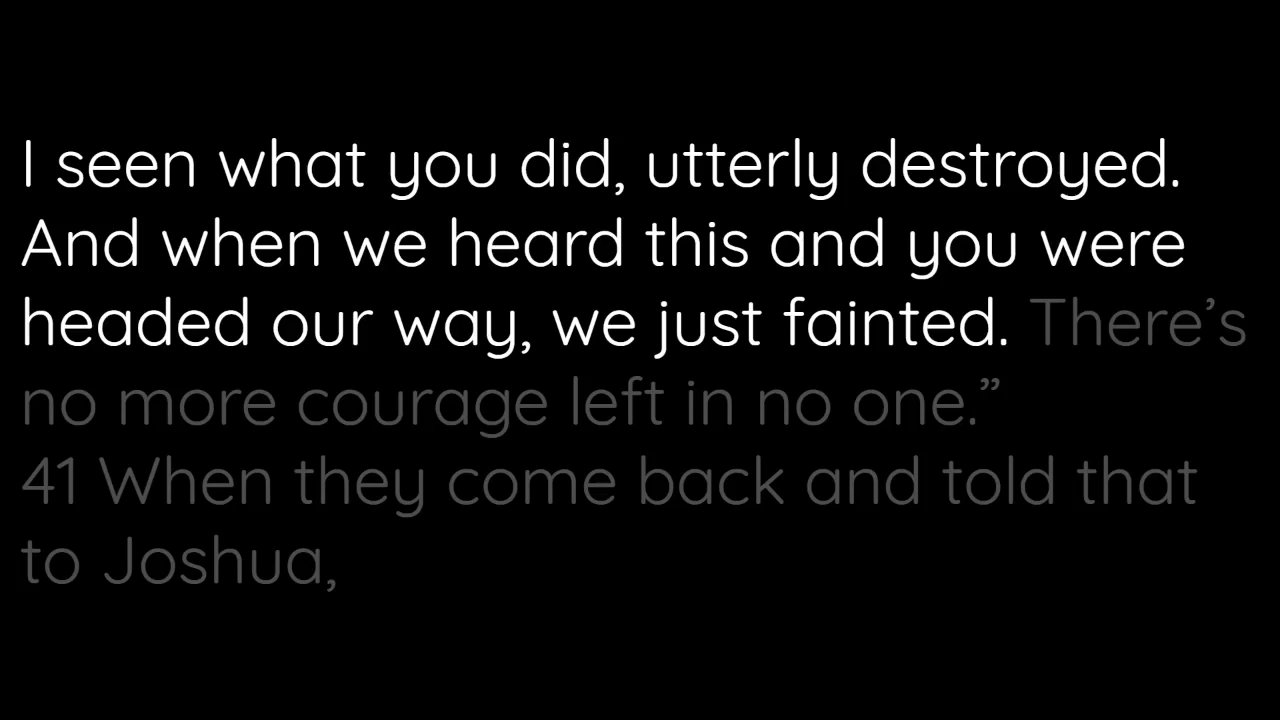 I seen what you did, utterly destroyed.
And when we heard this and you were
headed our way, we just fainted. There’s
no more courage left in no one.”
41 When they come back and told that
to Joshua,